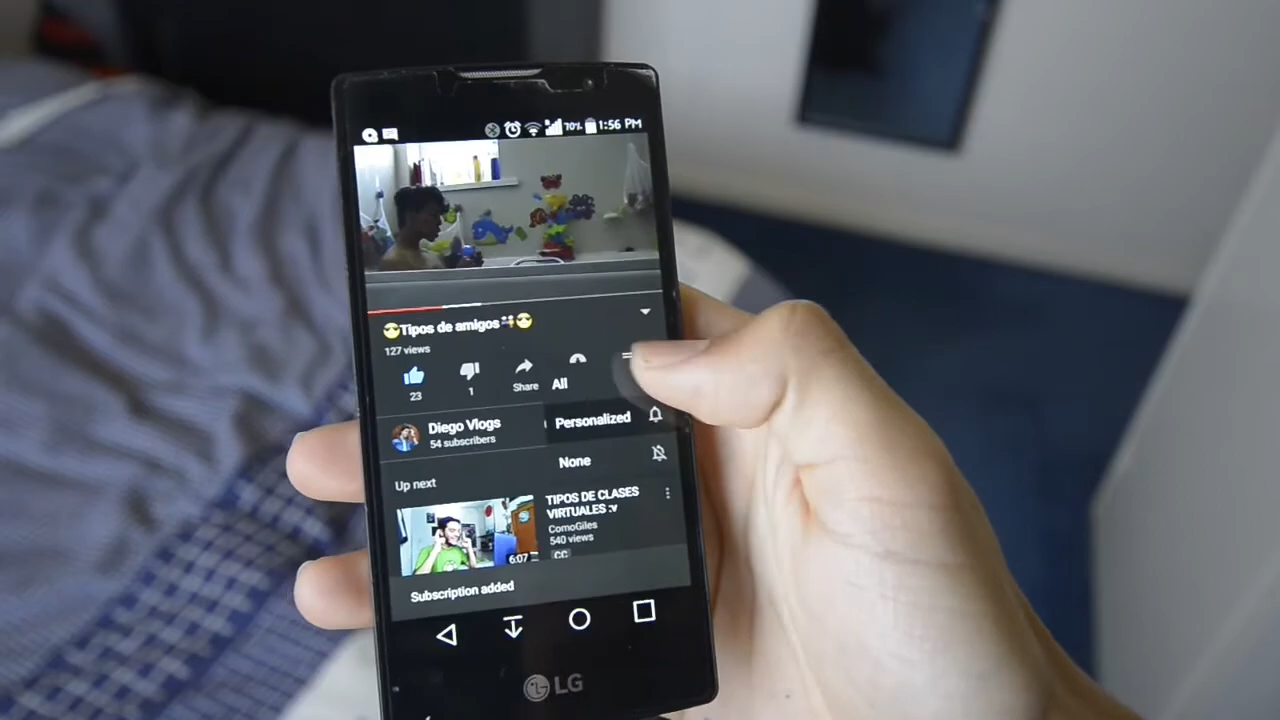 70% 1:56 PM
😎Tipos de amigos👫😎
127 views
23
1
Share
All
Diego Vlogs
54 subscribers
Personalized
None
Up next
TIPOS DE CLASES
VIRTUALES :v
ComoGiles
540 views
CC
6:07
Subscription added
LG